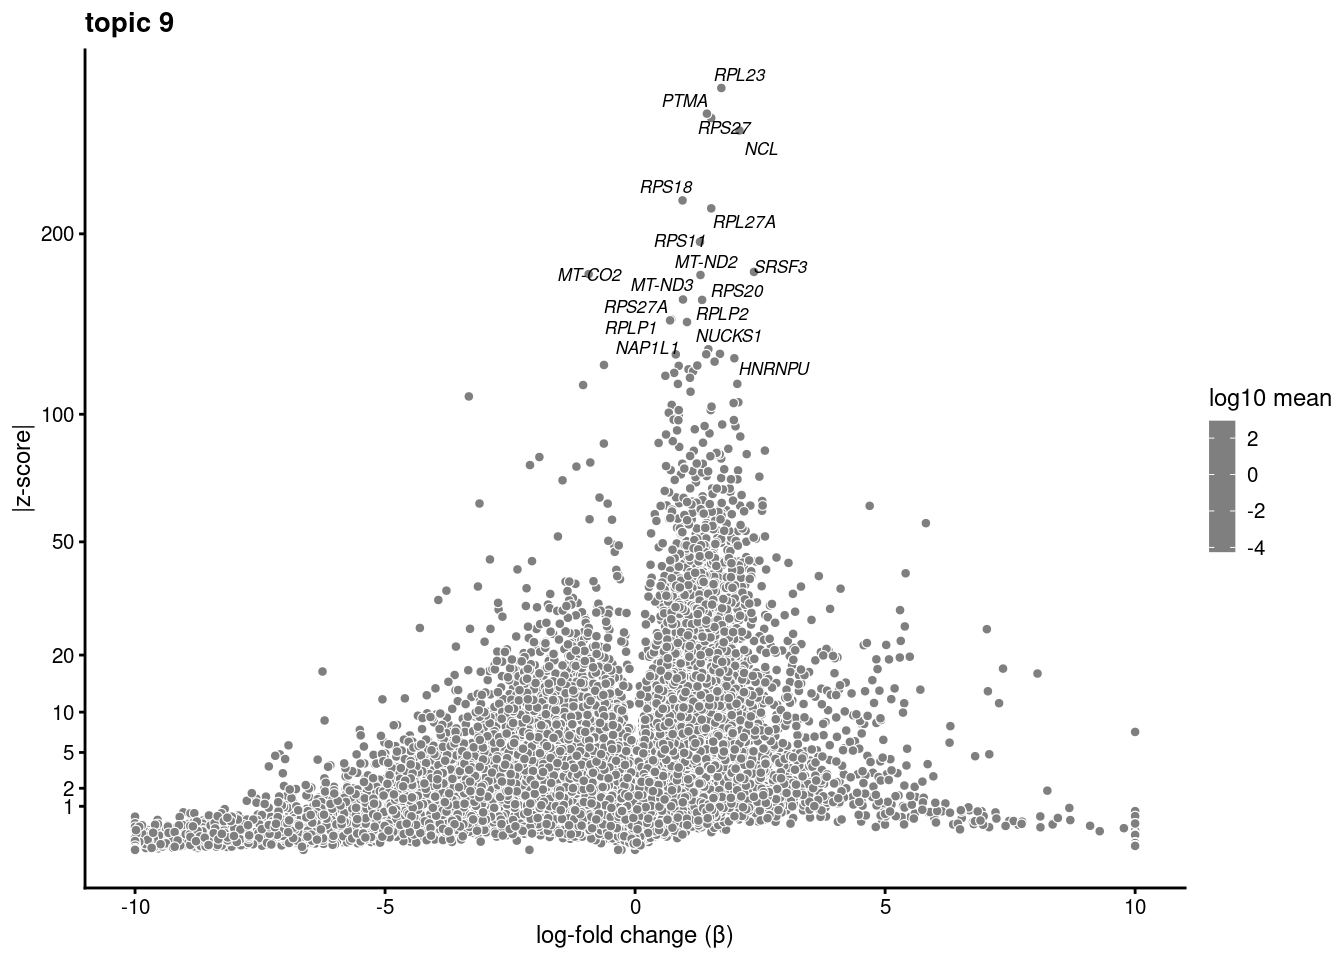 topic 9
RPL23
PTMA
RPS27
NCL
RPS18
RPL27A
RPS11
MT-ND2
SRSF3
MT-CO2
MT-ND3
RPS20
RPS27A
RPLP2
RPLP1
NUCKS1
NAP1L1
HNRNPU
200
100
50
20
10
5
2
1
|z-score|
-10
-5
0
5
10
log-fold change (β)
log10 mean
2
0
-2
-4